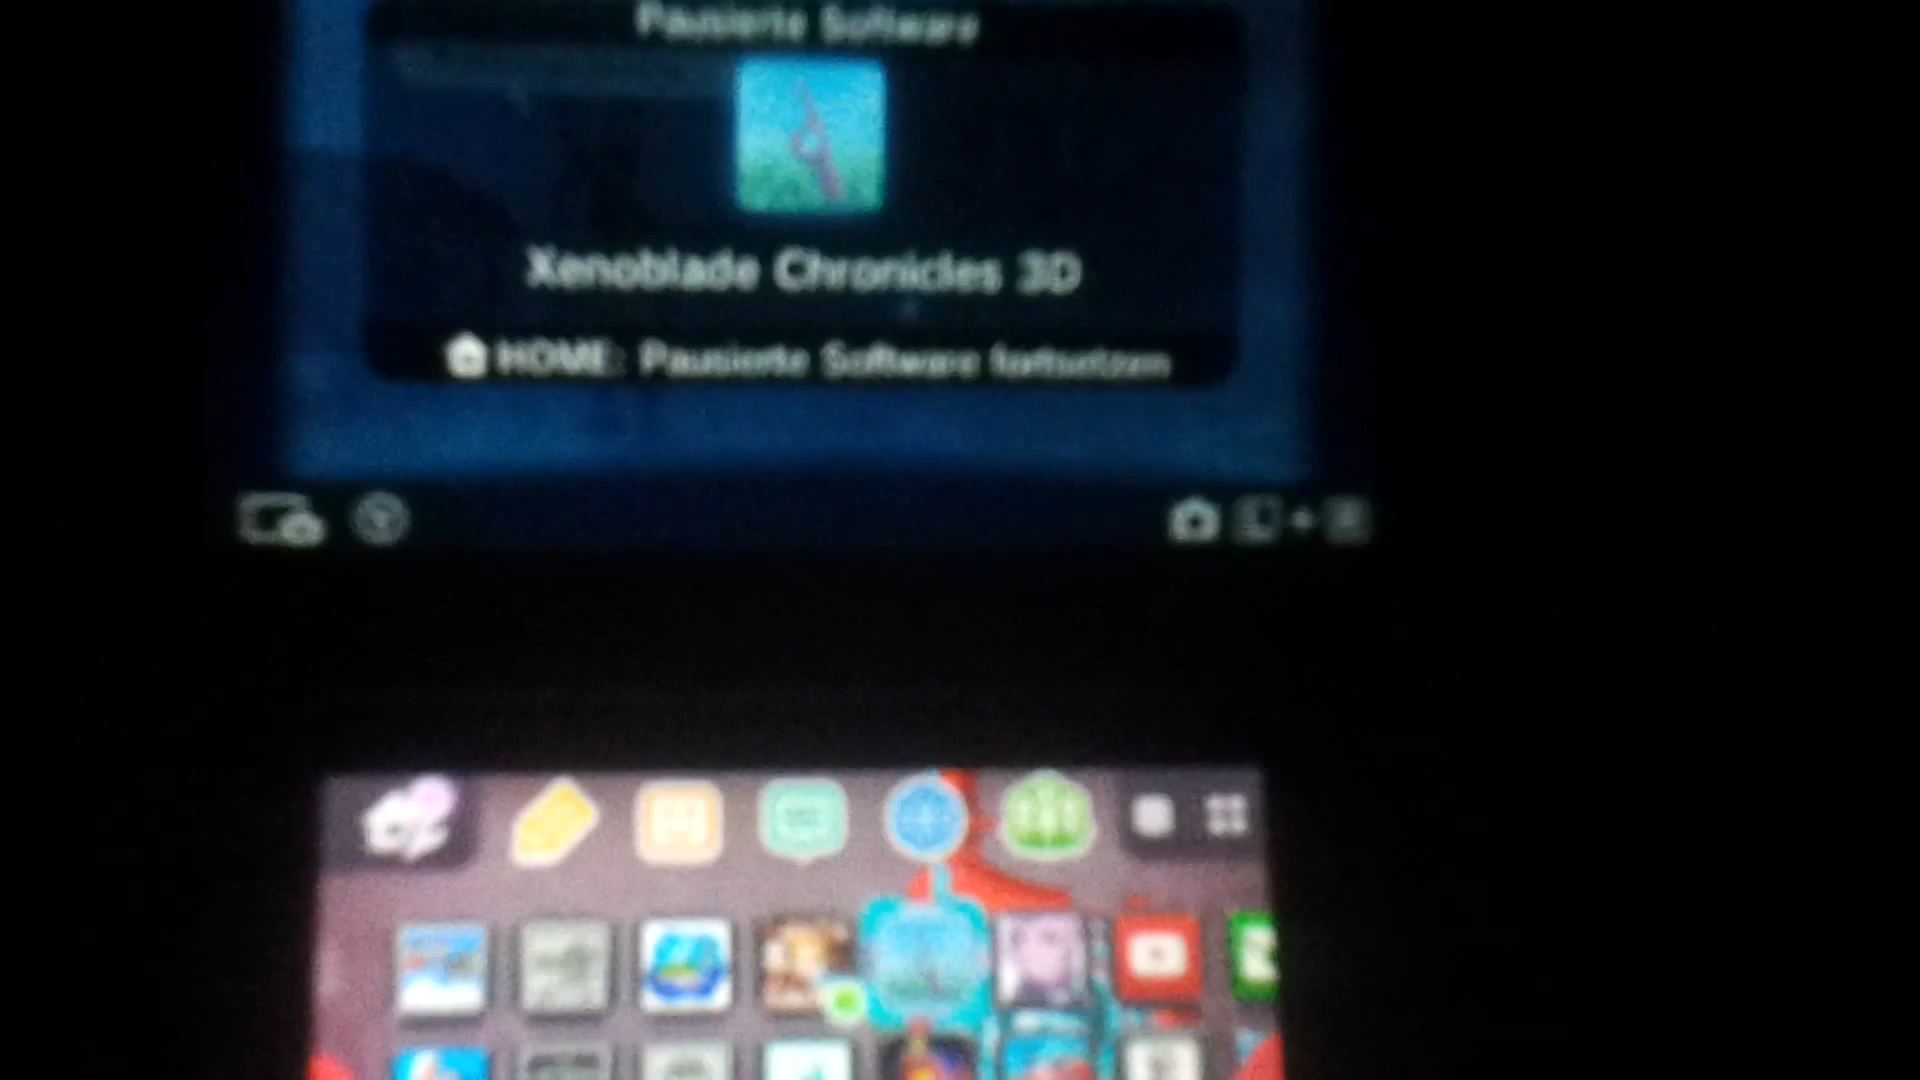 Pausierte Software
Xenoblade Chronicles 3D
HOME: Pausierte Software fortsetzen